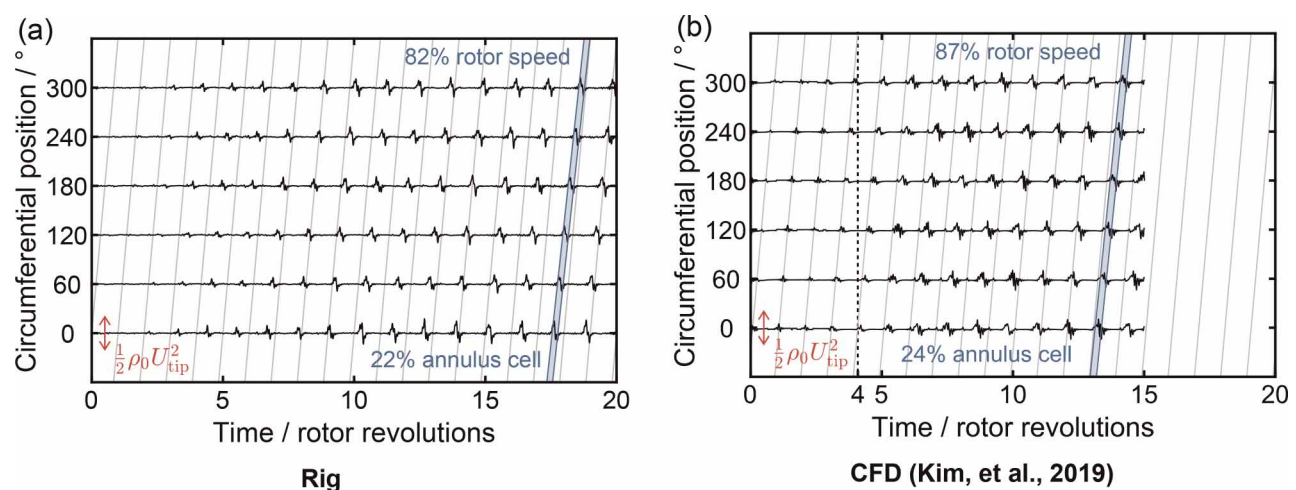 (a)
Circumferential position / °
300
240
180
120
60
0
82% rotor speed
22% annulus cell
½ρ₀U²tip
0 5 10 15 20
Time / rotor revolutions
Rig
(b)
Circumferential position / °
300
240
180
120
60
0
87% rotor speed
24% annulus cell
½ρ₀U²tip
0 4 5 10 15 20
Time / rotor revolutions
CFD (Kim, et al., 2019)